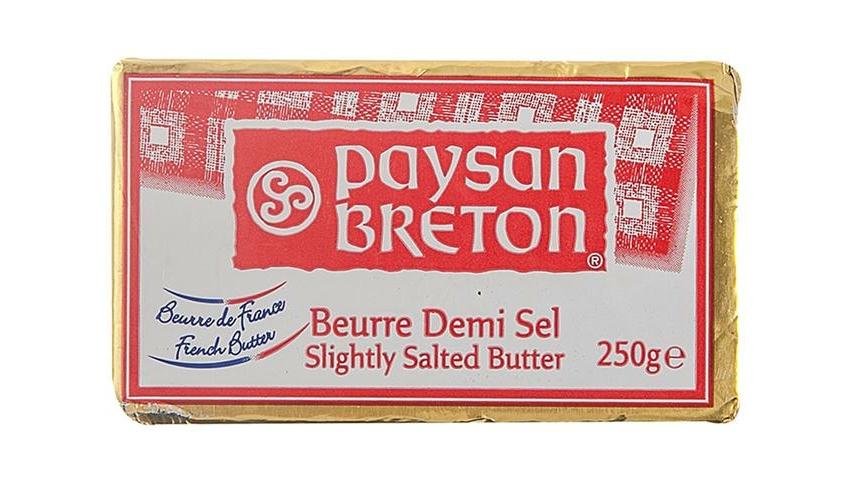 paysan
BRETON
®
Beurre de France
French Butter
Beurre Demi Sel
Slightly Salted Butter
250g e